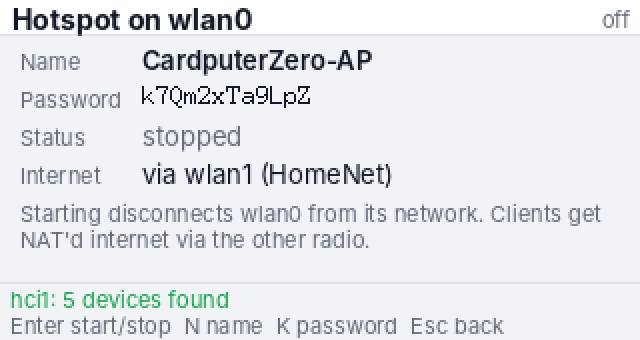 Hotspot on wlan0 off
Name CardputerZero-AP
Password k7Qm2xTa9LpZ
Status stopped
Internet via wlan1 (HomeNet)
Starting disconnects wlan0 from its network. Clients get
NAT'd internet via the other radio.
hci1: 5 devices found
Enter start/stop N name K password Esc back